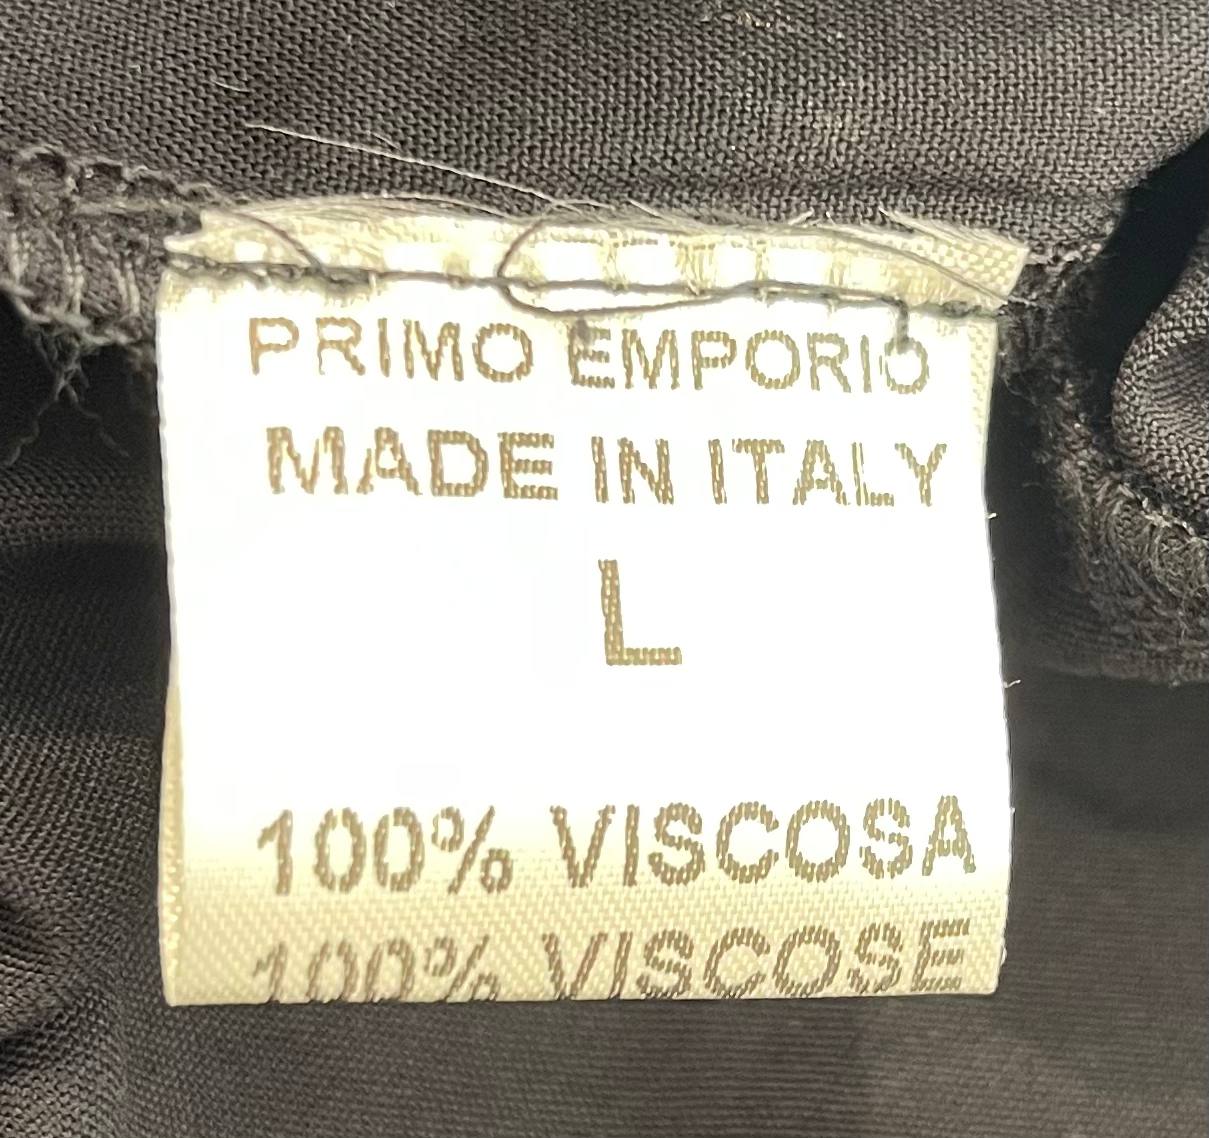 PRIMO EMPORIO
MADE IN ITALY
L
100% VISCOSA
100% VISCOSE